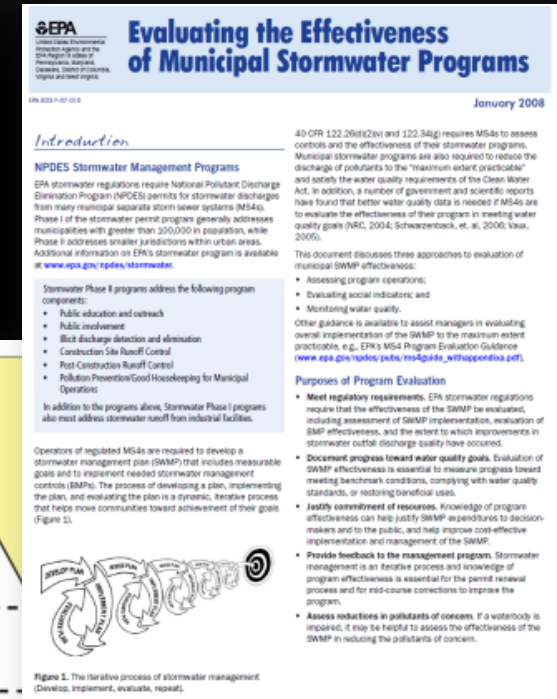 EPA
United States Environmental
Protection Agency and the
EPA Region III states of
Pennsylvania, Maryland,
Delaware, District of Columbia,
Virginia and West Virginia
Evaluating the Effectiveness
of Municipal Stormwater Programs
EPA 833-F-07-010
January 2008
Introduction
NPDES Stormwater Management Programs
EPA stormwater regulations require National Pollutant Discharge
Elimination Program (NPDES) permits for stormwater discharges
from many municipal separate storm sewer systems (MS4s).
Phase I of the stormwater permit program generally addresses
municipalities with greater than 100,000 in population, while
Phase II addresses smaller jurisdictions within urban areas.
Additional information on EPA's stormwater program is available
at www.epa.gov/npdes/stormwater.
Stormwater Phase II programs address the following program
components:
• Public education and outreach
• Public involvement
• Illicit discharge detection and elimination
• Construction Site Runoff Control
• Post-Construction Runoff Control
• Pollution Prevention/Good Housekeeping for Municipal
Operations
In addition to the programs above, Stormwater Phase I programs
also must address stormwater runoff from industrial facilities.
Operators of regulated MS4s are required to develop a
stormwater management plan (SWMP) that includes measurable
goals and to implement needed stormwater management
controls (BMPs). The process of developing a plan, implementing
the plan, and evaluating the plan is a dynamic, iterative process
that helps move communities toward achievement of their goals
(Figure 1).
DEVELOP PLAN
IMPLEMENT PLAN
EVALUATE PLAN
Figure 1. The iterative process of stormwater management
(Develop, implement, evaluate, repeat).
40 CFR 122.26(d)(2)(v) and 122.34(g) requires MS4s to assess
controls and the effectiveness of their stormwater programs.
Municipal stormwater programs are also required to reduce the
discharge of pollutants to the "maximum extent practicable"
and satisfy the water quality requirements of the Clean Water
Act. In addition, a number of government and scientific reports
have found that better water quality data is needed if MS4s are
to evaluate the effectiveness of their program in meeting water
quality goals (NRC, 2004; Schwarzenback, et. al, 2006; Vaux,
2005).
This document discusses three approaches to evaluation of
municipal SWMP effectiveness:
• Assessing program operations;
• Evaluating social indicators; and
• Monitoring water quality.
Other guidance is available to assist managers in evaluating
overall implementation of the SWMP to the maximum extent
practicable, e.g., EPA's MS4 Program Evaluation Guidance
(www.epa.gov/npdes/pubs/ms4guide_withappendixa.pdf).
Purposes of Program Evaluation
• Meet regulatory requirements. EPA stormwater regulations
require that the effectiveness of the SWMP be evaluated,
including assessment of SWMP implementation, evaluation of
BMP effectiveness, and the extent to which improvements in
stormwater outfall discharge quality have occurred.
• Document progress toward water quality goals. Evaluation of
SWMP effectiveness is essential to measure progress toward
meeting benchmark conditions, complying with water quality
standards, or restoring beneficial uses.
• Justify commitment of resources. Knowledge of program
effectiveness can help justify SWMP expenditures to decision-
makers and to the public, and help improve cost-effective
implementation and management of the SWMP.
• Provide feedback to the management program. Stormwater
management is an iterative process and knowledge of
program effectiveness is essential for the permit renewal
process and for mid-course corrections to improve the
program.
• Assess reductions in pollutants of concern. If a waterbody is
impaired, it may be helpful to assess the effectiveness of the
SWMP in reducing the pollutants of concern.